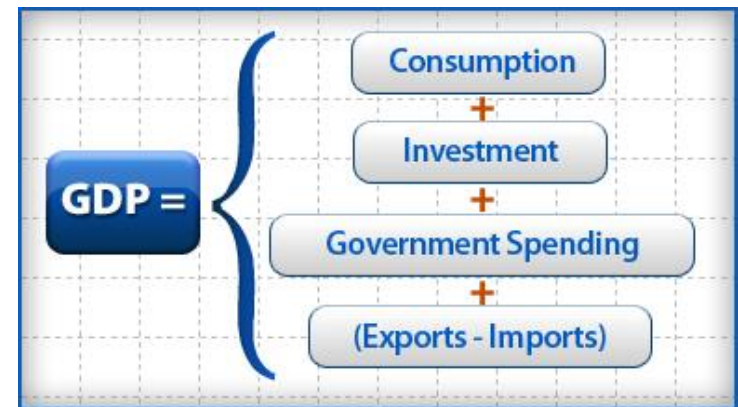 Consumption
+
Investment
+
GDP =
Government Spending
+
(Exports - Imports)